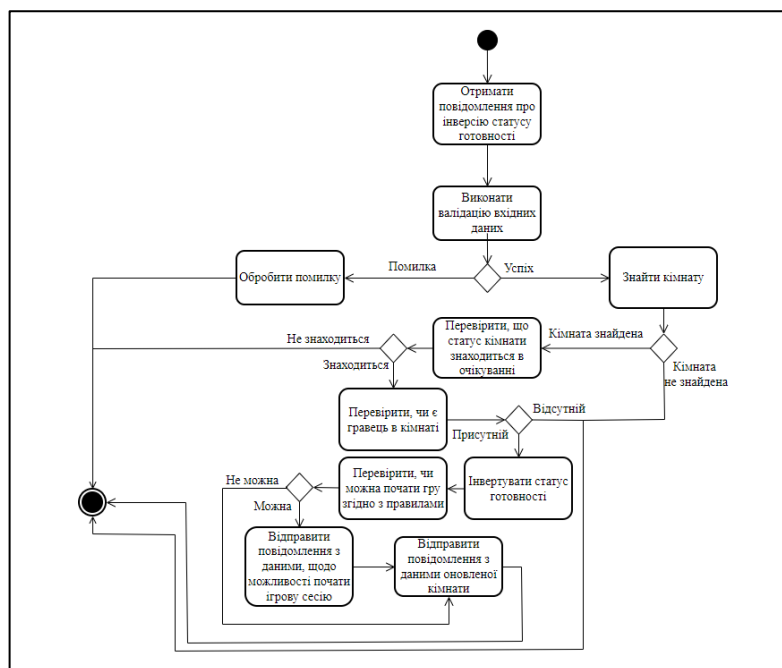 Отримати
повідомлення про
інверсію статусу
готовності
Виконати
валідацію вхідних
даних
Обробити помилку
Помилка
Успіх
Знайти кімнату
Не знаходиться
Знаходиться
Перевірити, що
статус кімнати
знаходиться в
очікуванні
Кімната знайдена
Кімната
не знайдена
Перевірити, чи є
гравець в кімнаті
Відсутній
Присутній
Не можна
Можна
Перевірити, чи
можна почати гру
згідно з правилами
Інвертувати статус
готовності
Відправити
повідомлення з
даними, щодо
можливості почати
ігрову сесію
Відправити
повідомлення з
даними оновленої
кімнати